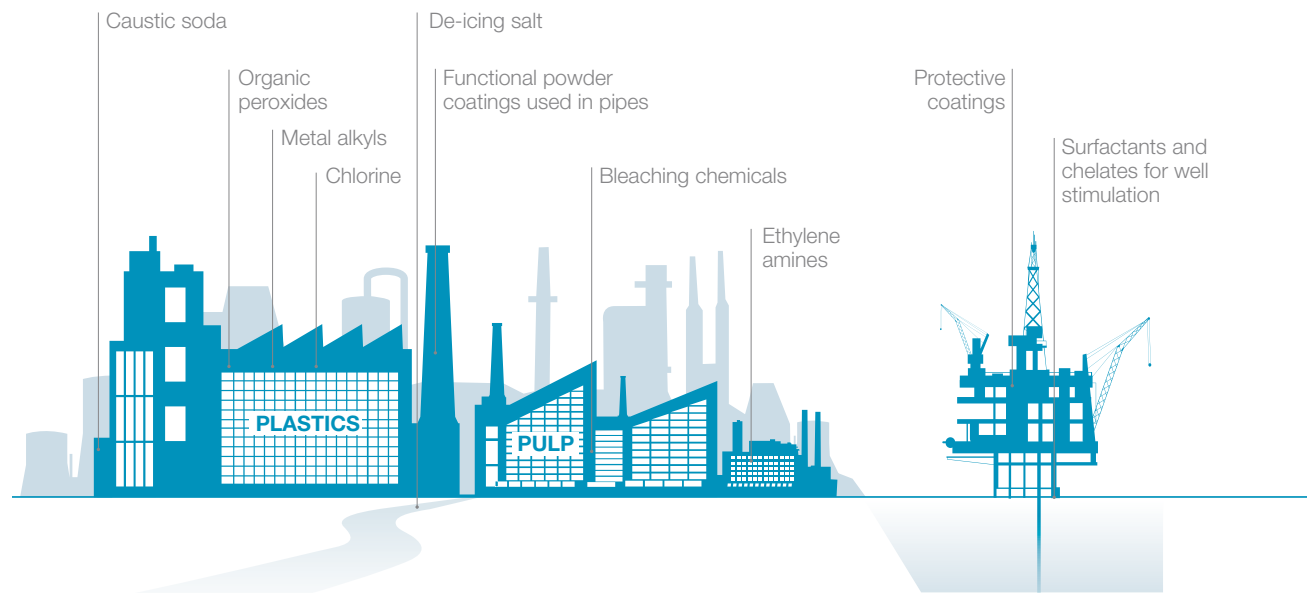 Caustic soda
De-icing salt
Organic
peroxides
Functional powder
coatings used in pipes
Protective
coatings
Metal alkyls
Surfactants and
chelates for well
stimulation
Chlorine
Bleaching chemicals
Ethylene
amines
PLASTICS
PULP